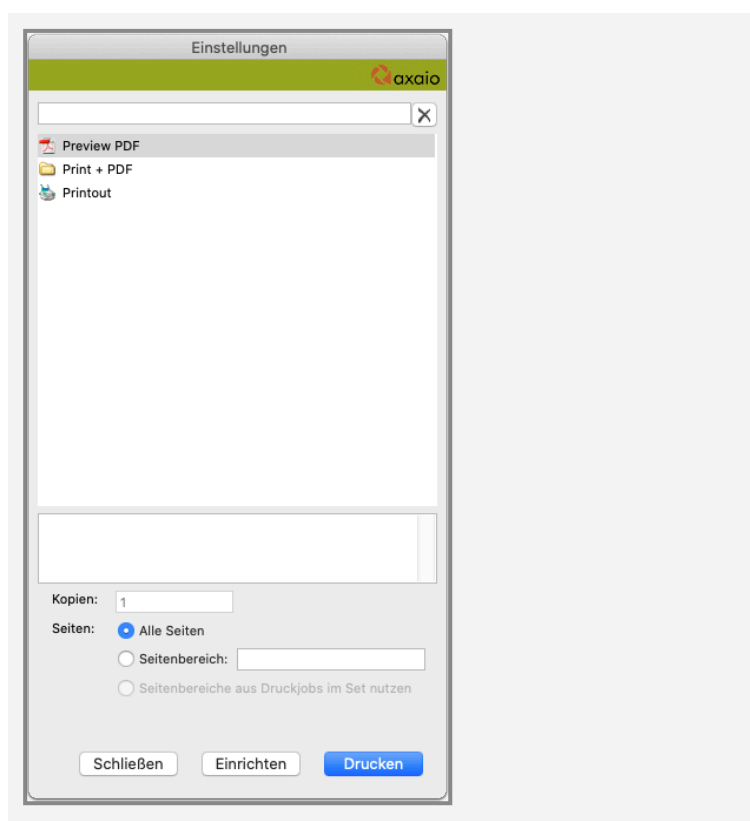 Einstellungen
axaio
Preview PDF
Print + PDF
Printout
Kopien: 1
Seiten: Alle Seiten
Seitenbereich:
Seitenbereiche aus Druckjobs im Set nutzen
Schließen Einrichten Drucken